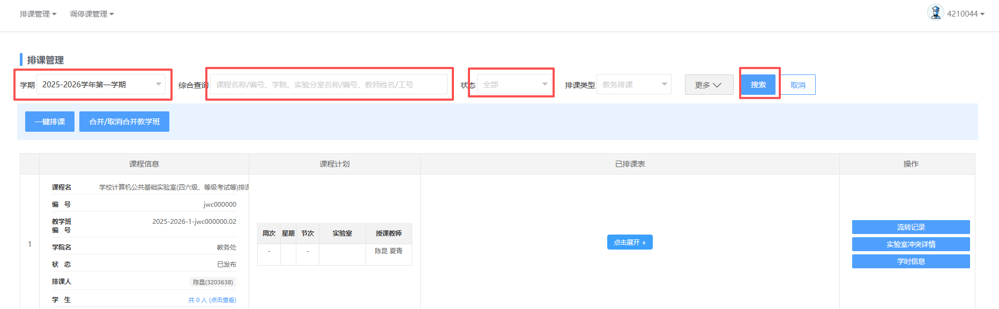 排课管理 调停课管理 4210044
排课管理
学期 2025-2026学年第一学期 综合查询 课程名称/编号、学院、实验分室名称/编号、教师姓名/工号 状态 全部 排课类型 教务排课 更多 搜索 取消
一键排课 合并/取消合并教学班
课程信息 课程计划 已排课表 操作
1
课程名 学校计算机公共基础实验室(四六级、等级考试等)排课
编 号 jwc000000
教学班编 号 2025-2026-1-jwc000000.02
学院名 教务处
状 态 已发布
排课人 陈昆(3203638)
学 生 共 0 人 (点击查看)
周次 星期 节次 实验室 授课教师
- - 陈昆 夏青
点击展开 +
流转记录
实验室冲突详情
学时信息